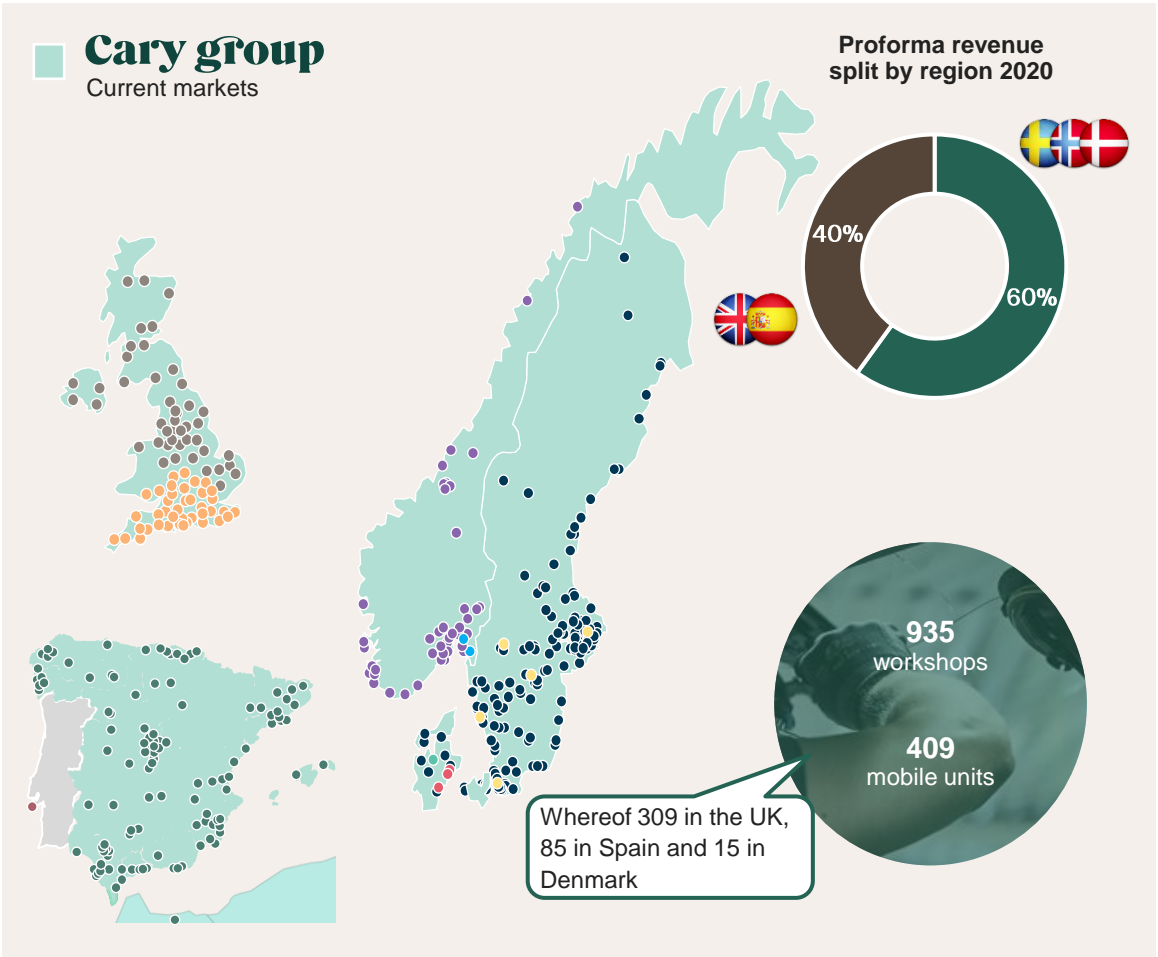 Cary group
Current markets
Proforma revenue
split by region 2020
40%
60%
935
workshops
409
mobile units
Whereof 309 in the UK,
85 in Spain and 15 in
Denmark